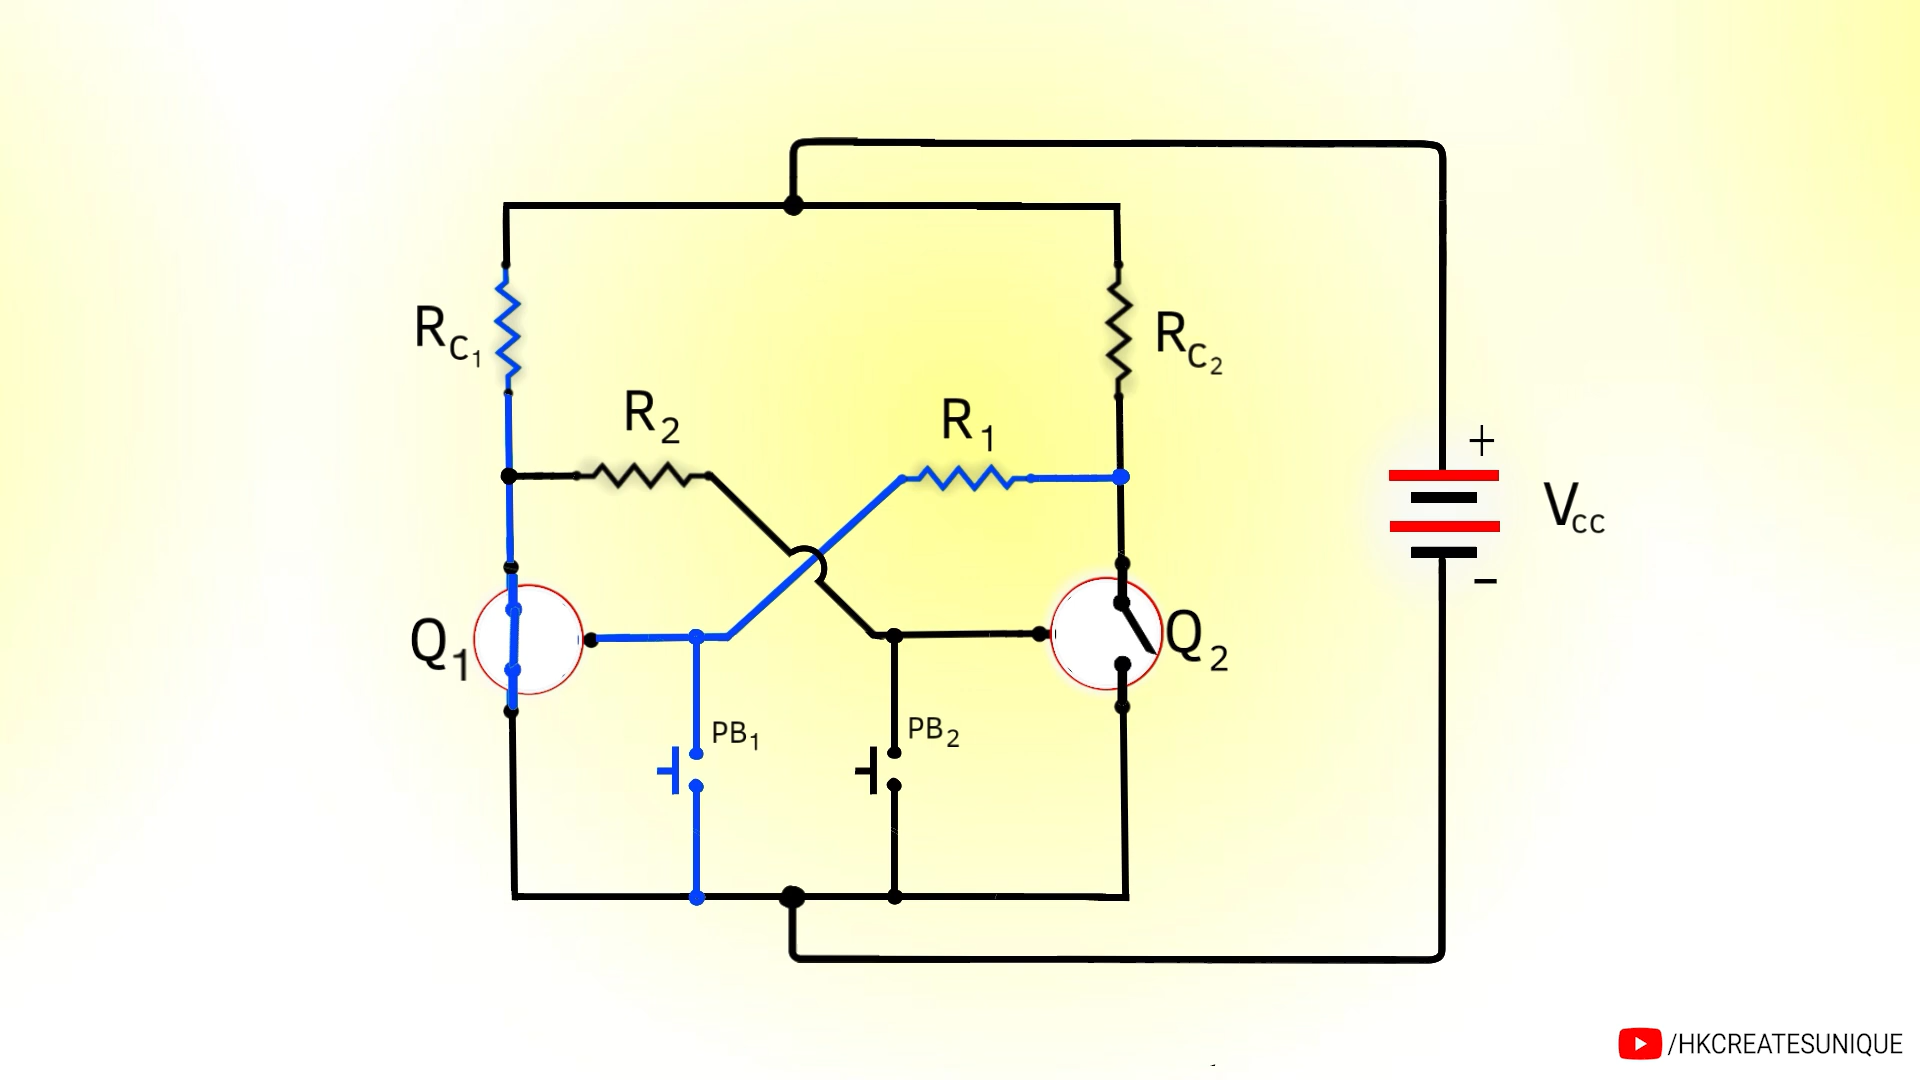 RC1
RC2
R2
R1
+
VCC
−
Q1
Q2
PB1
PB2
/HKCREATESUNIQUE